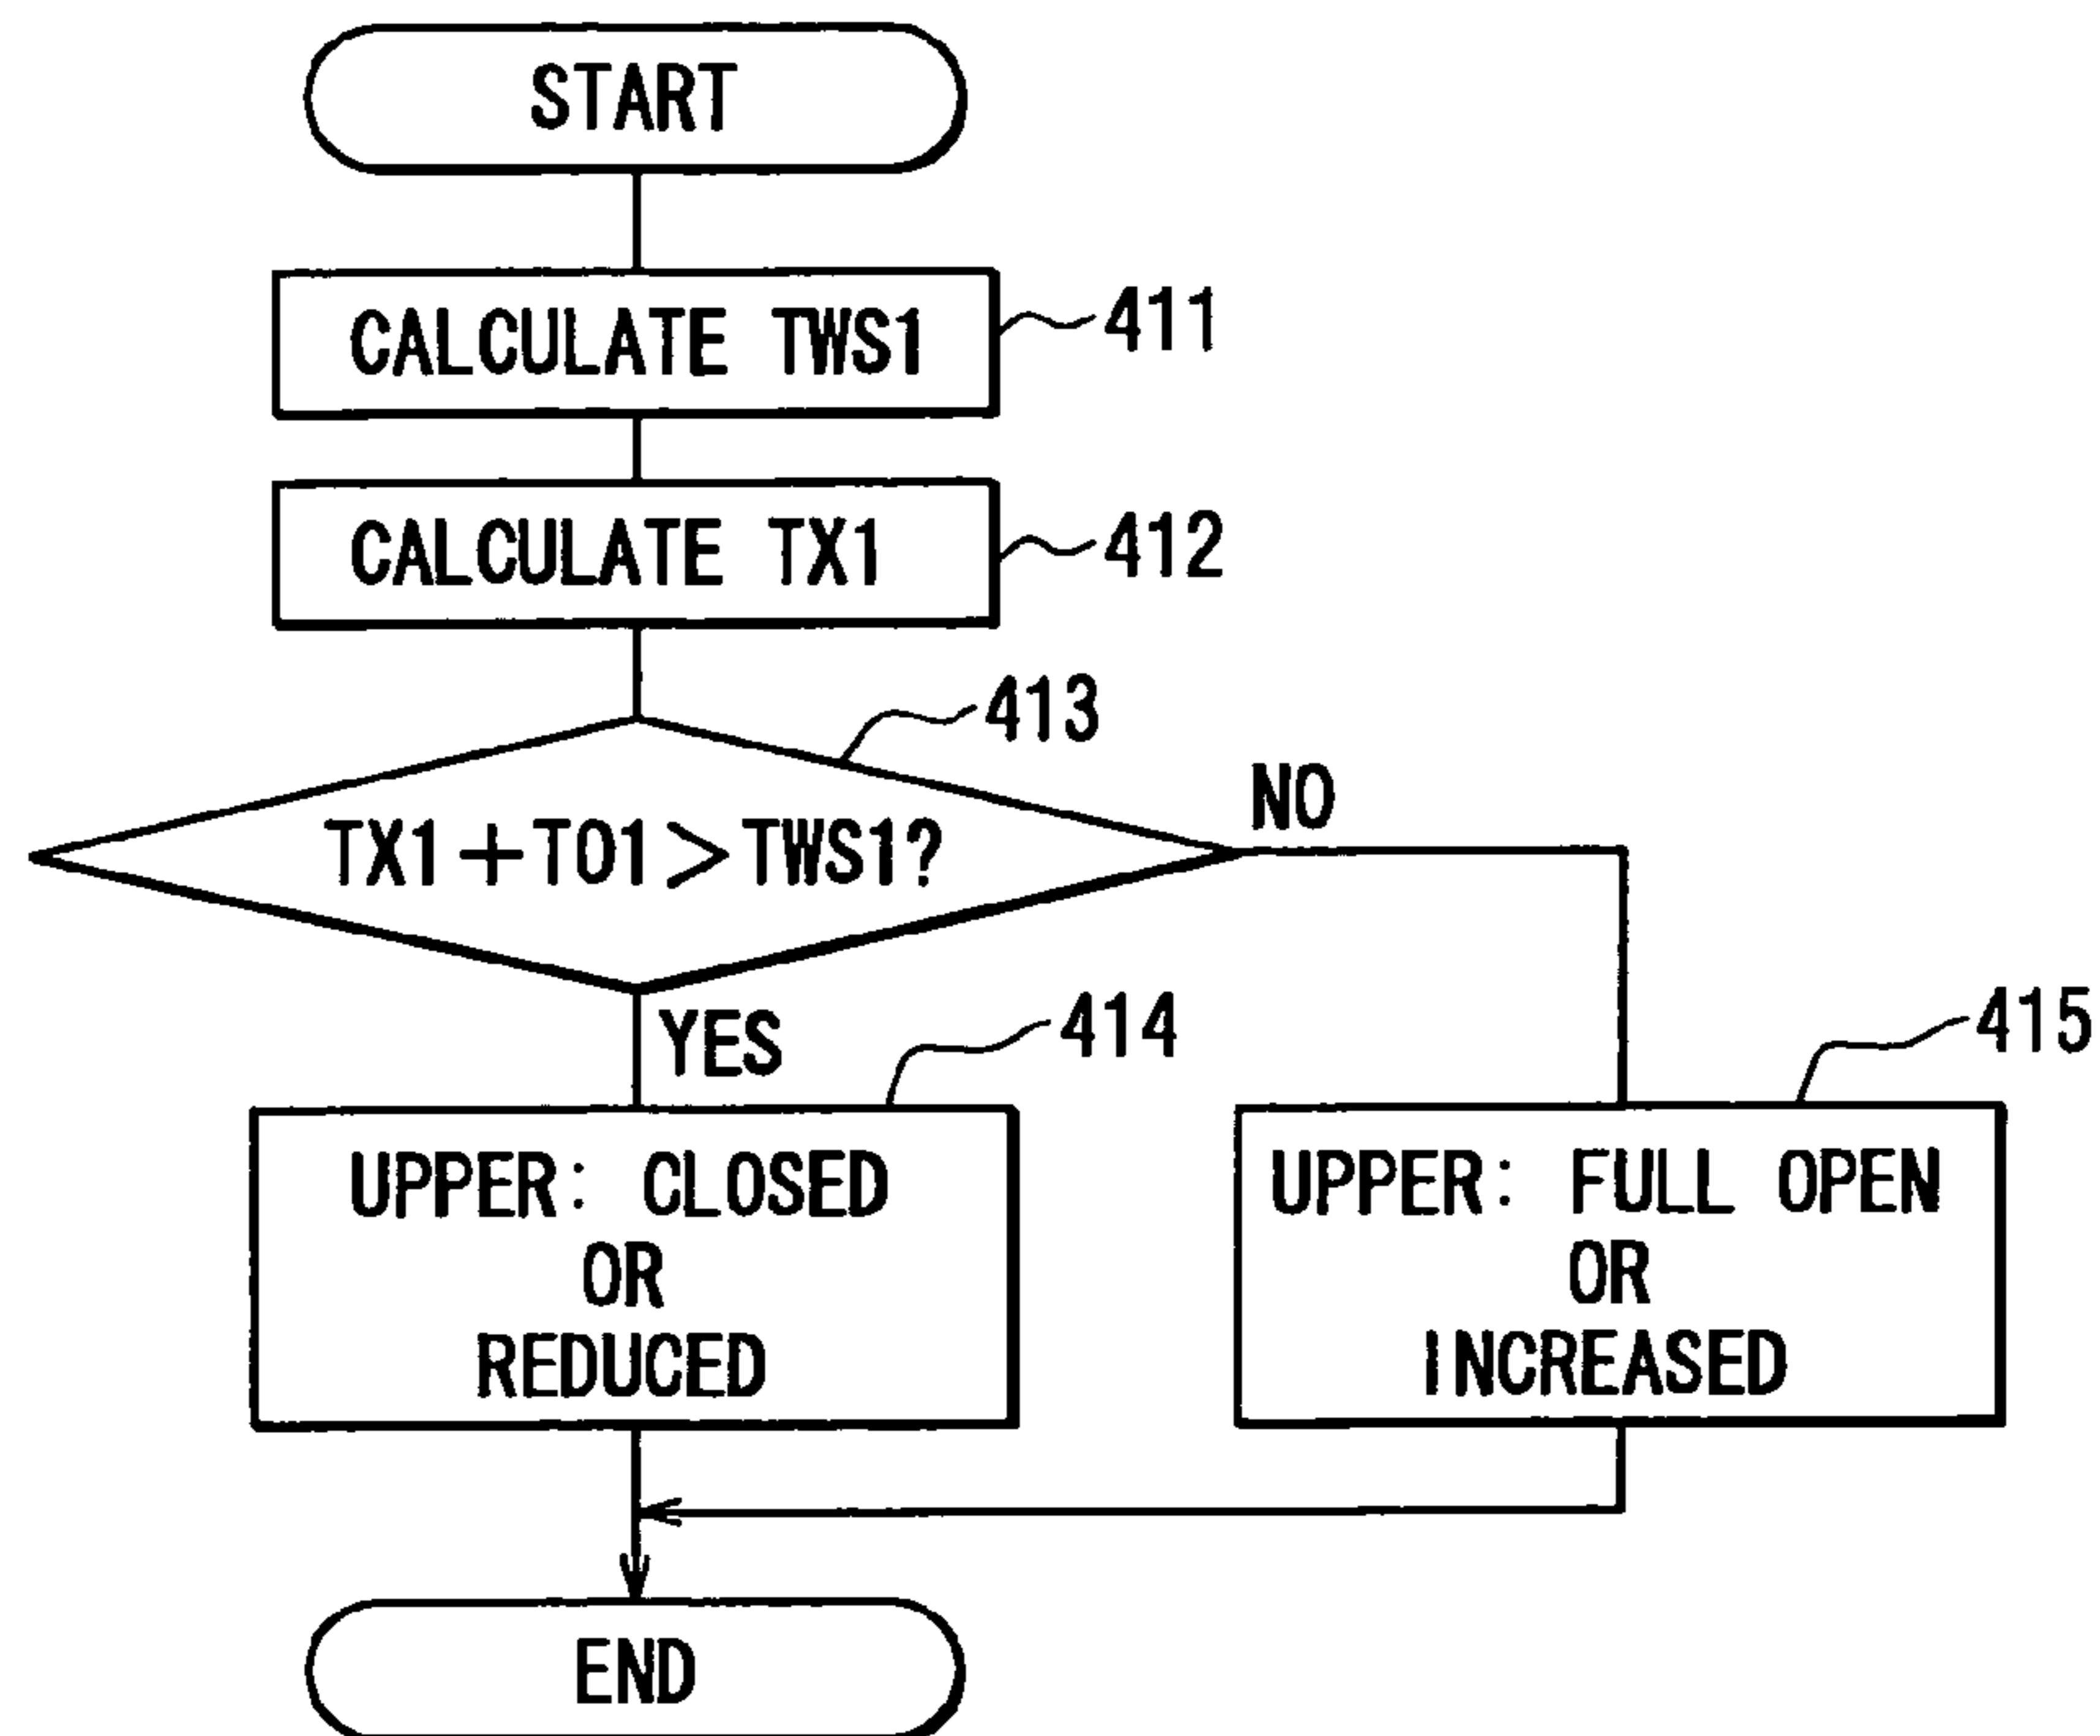 START
CALCULATE TWS1
411
CALCULATE TX1
412
413
TX1+TO1>TWS1?
NO
YES
414
415
UPPER: CLOSED
OR
REDUCED
UPPER: FULL OPEN
OR
INCREASED
END